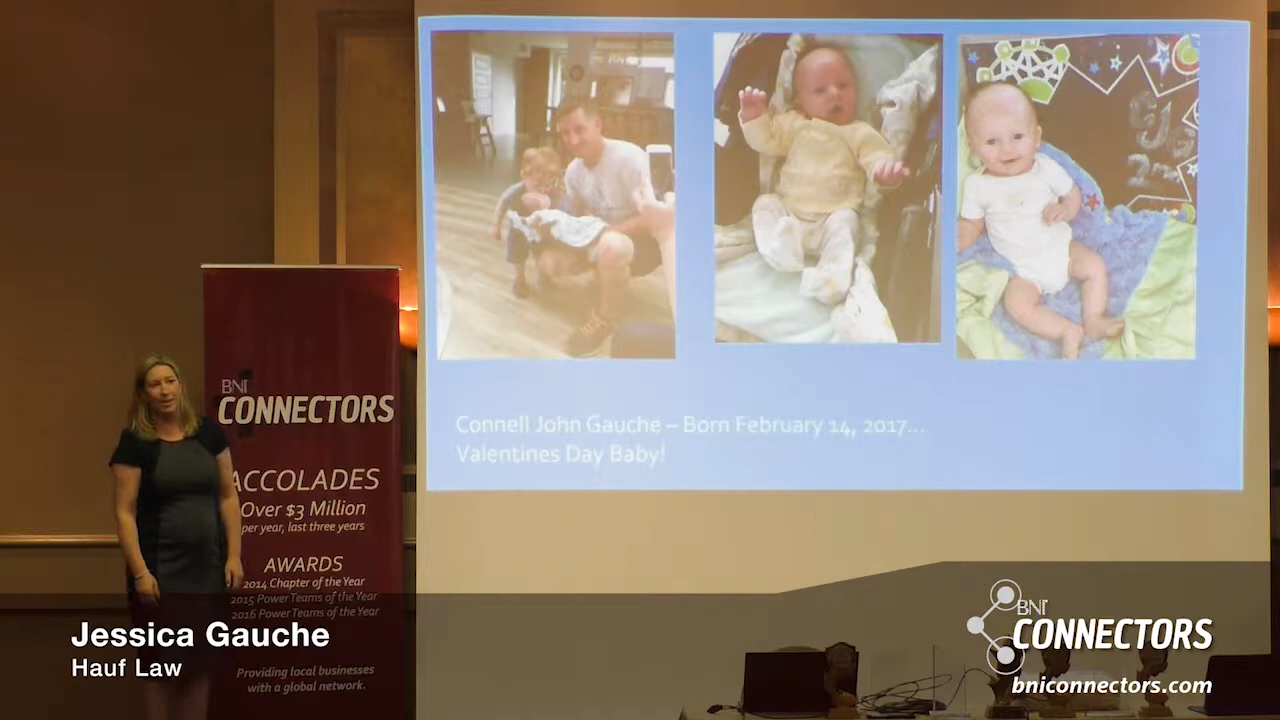 Connell John Gauche – Born February 14, 2017...
Valentines Day Baby!
BNI
CONNECTORS
ACCOLADES
Over $3 Million
per year, last three years
AWARDS
2014 Chapter of the Year
2015 Power Teams of the Year
2016 Power Teams of the Year
Providing local businesses
with a global network.
Jessica Gauche
Hauf Law
BNI
CONNECTORS
bniconnectors.com